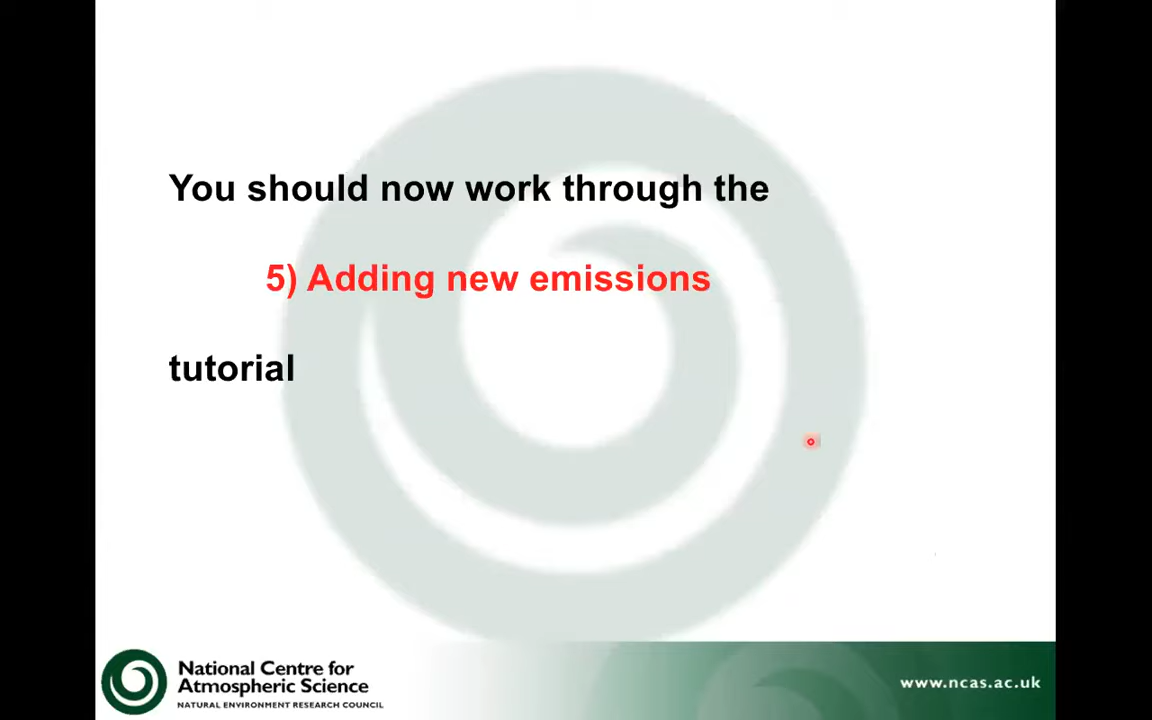 You should now work through the
5) Adding new emissions
tutorial
National Centre for
Atmospheric Science
NATURAL ENVIRONMENT RESEARCH COUNCIL
www.ncas.ac.uk